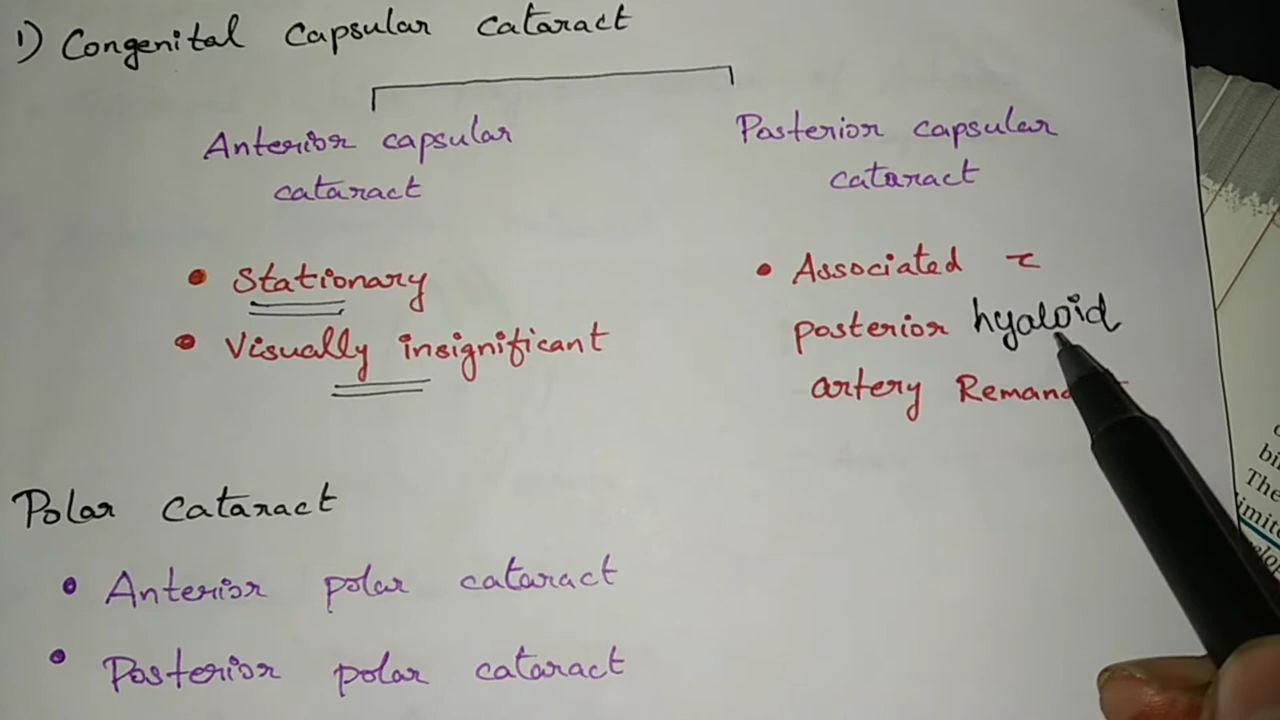 1) Congenital Capsular Cataract
Anterior capsular
cataract
• Stationary
• Visually insignificant
Posterior capsular
cataract
• Associated c
posterior hyaloid
artery
Polar Cataract
• Anterior polar cataract
• Posterior polar cataract
The